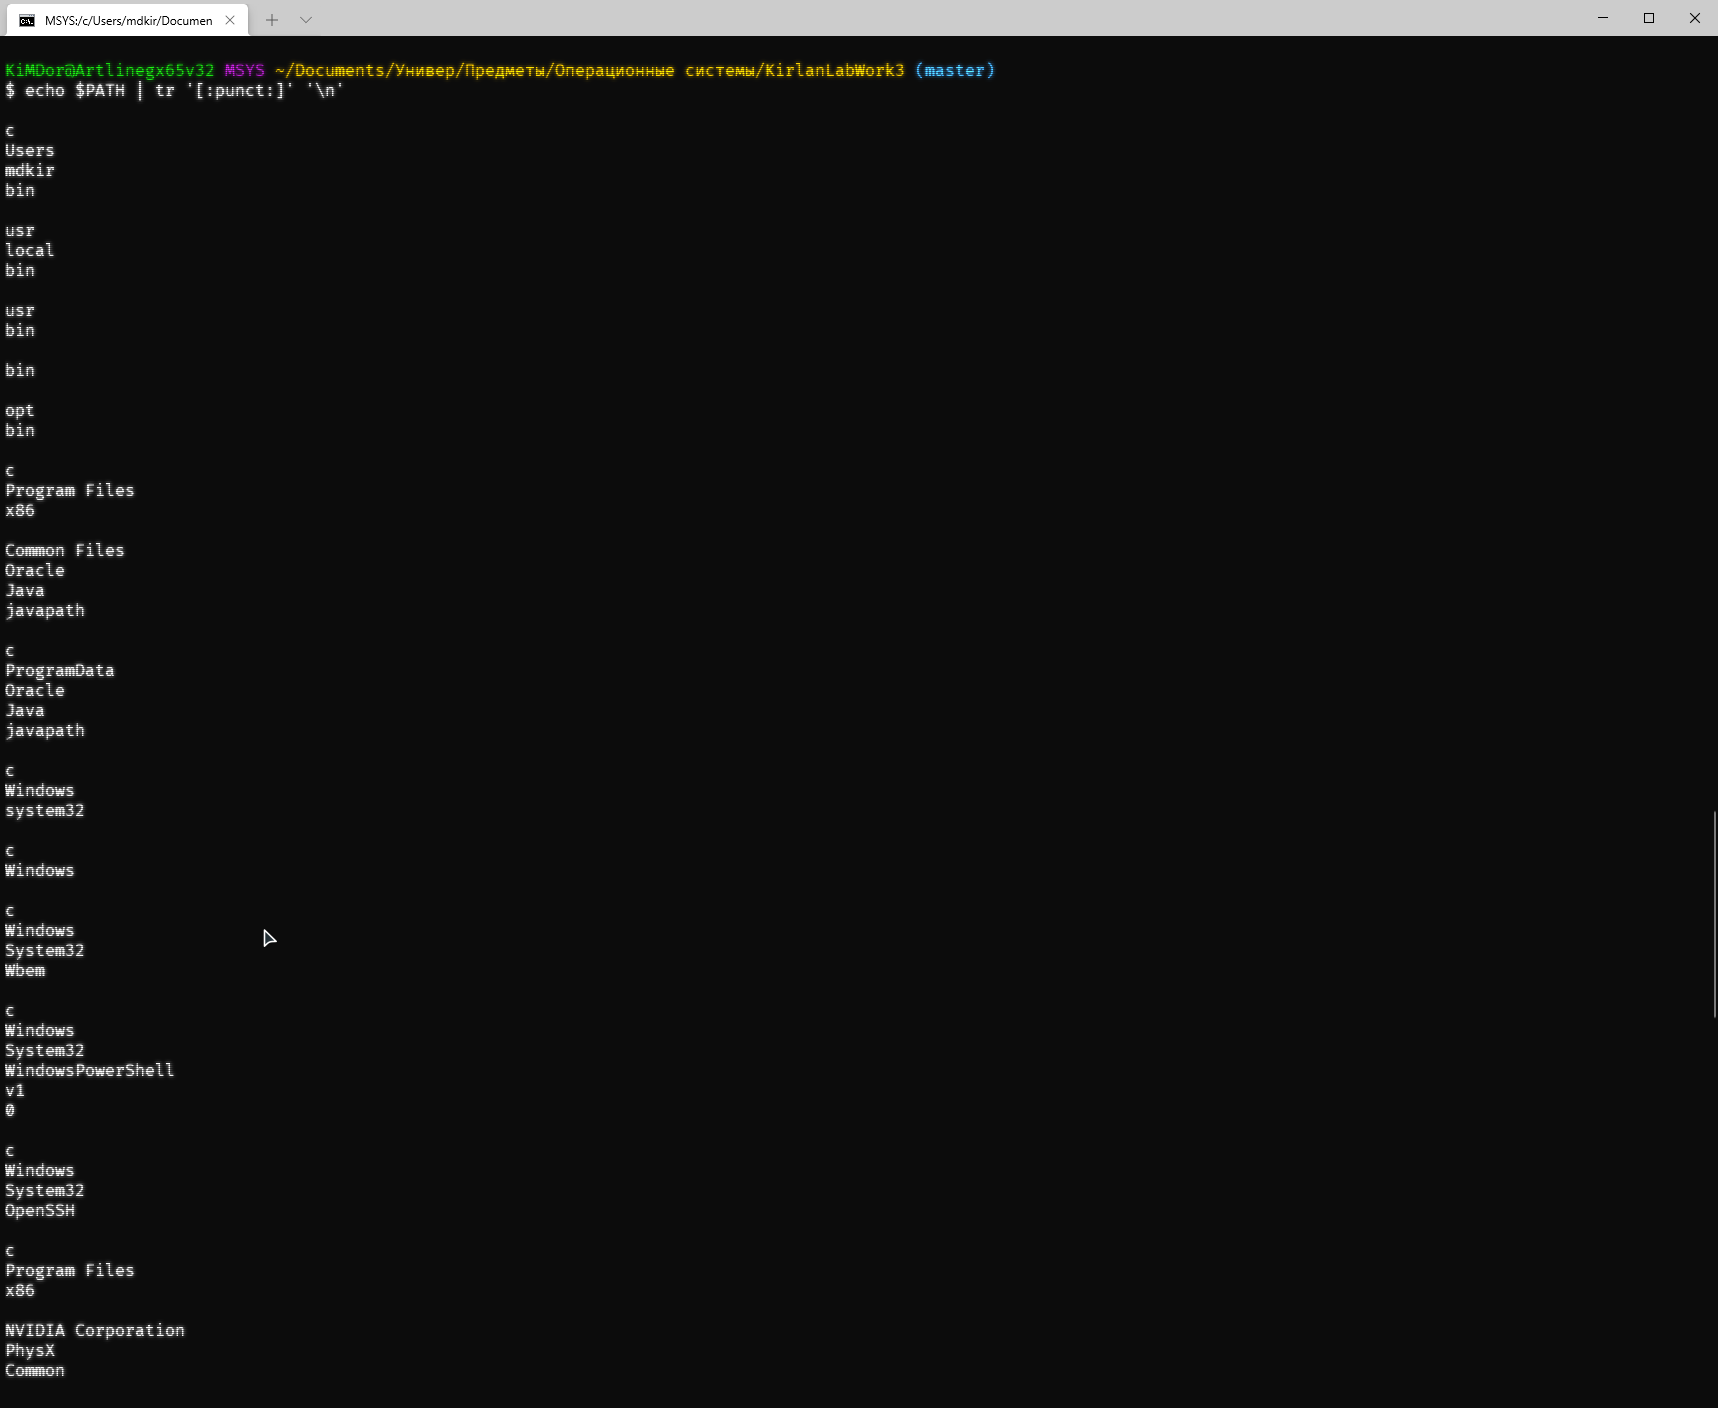 MSYS:/c/Users/mdkir/Documen
KiMDor@Artlinegx65v32 MSYS ~/Documents/Универ/Предметы/Операционные системы/KirlanLabWork3 (master)
$ echo $PATH | tr '[:punct:]' '\n'
c
Users
mdkir
bin
usr
local
bin
usr
bin
bin
opt
bin
c
Program Files
x86
Common Files
Oracle
Java
javapath
c
ProgramData
Oracle
Java
javapath
c
Windows
system32
c
Windows
c
Windows
System32
Wbem
c
Windows
System32
WindowsPowerShell
v1
0
c
Windows
System32
OpenSSH
c
Program Files
x86
NVIDIA Corporation
PhysX
Common